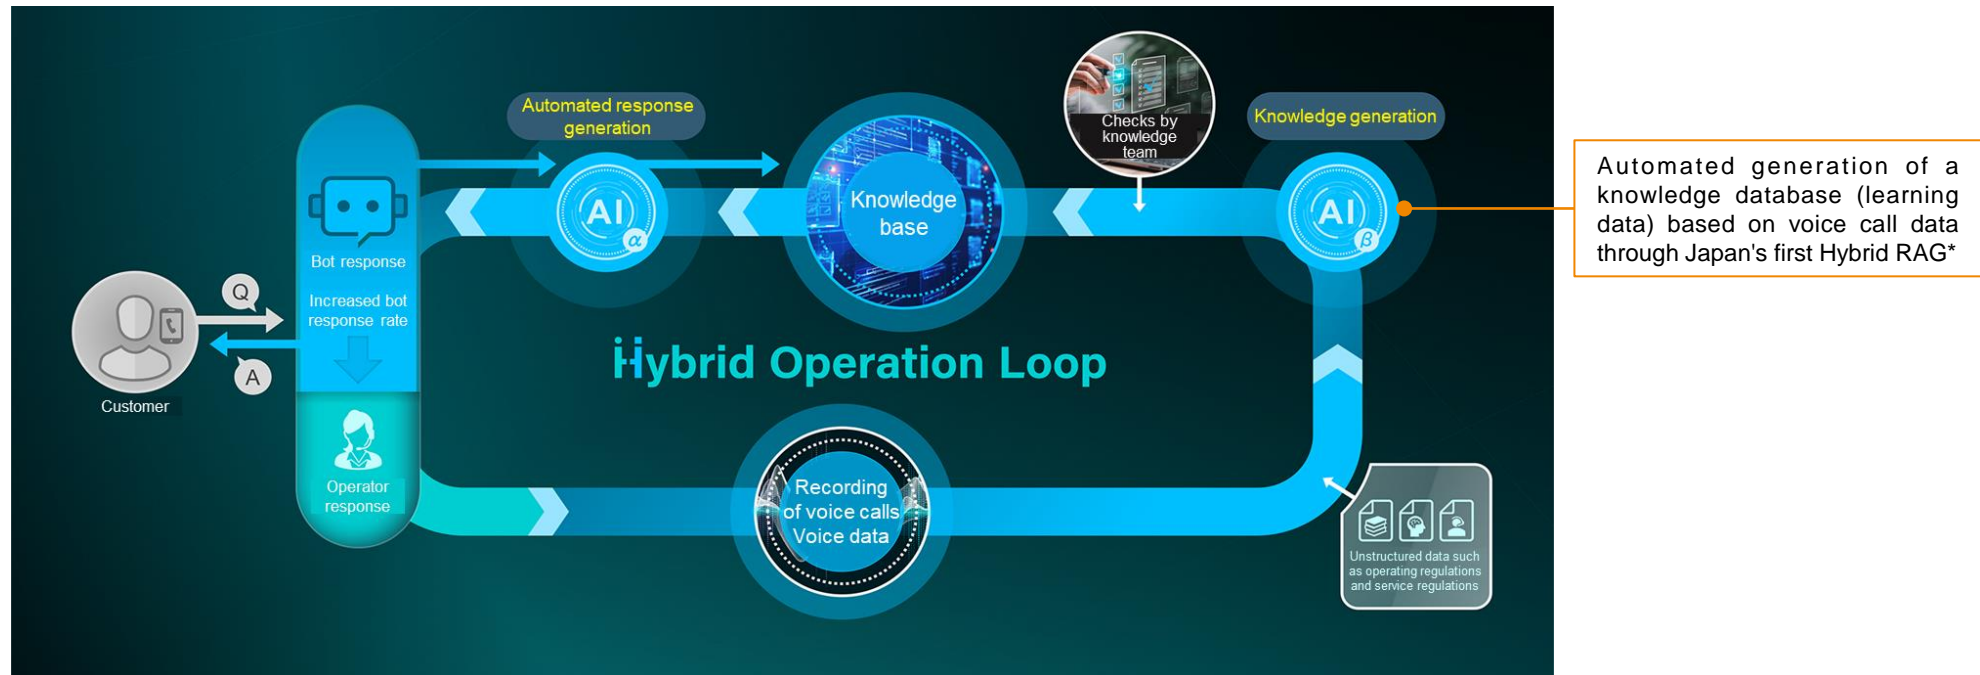 Automated response
generation
Checks by
knowledge
team
Knowledge generation
Automated generation of a
knowledge database (learning
data) based on voice call data
through Japan's first Hybrid RAG*
AI
α
Knowledge
base
AI
β
Bot response
Increased bot
response rate
Q
A
Customer
Hybrid Operation Loop
Operator
response
Recording
of voice calls
Voice data
Unstructured data such
as operating regulations
and service regulations